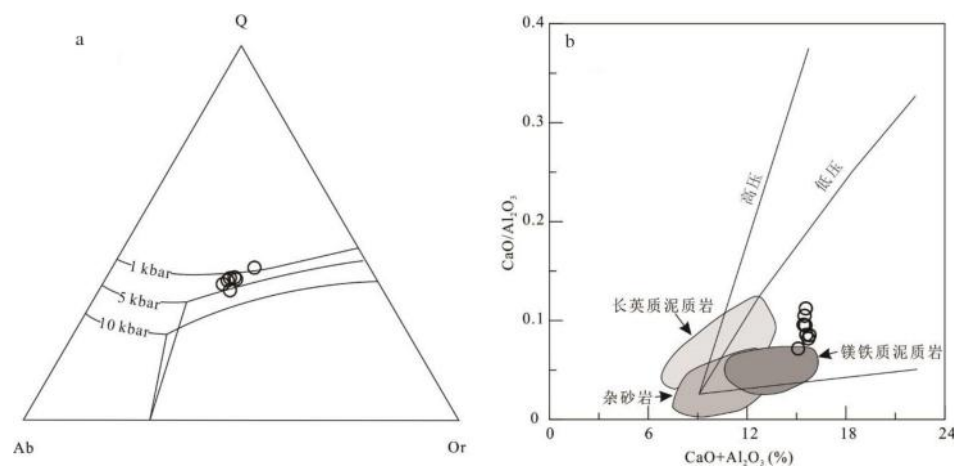 a
Q
1 kbar
5 kbar
10 kbar
Ab
Or
b
0.4
0.3
0.2
0.1
0
CaO/Al₂O₃
高压
低压
长英质泥质岩
镁铁质泥质岩
杂砂岩
0
6
12
18
24
CaO+Al₂O₃ (%)